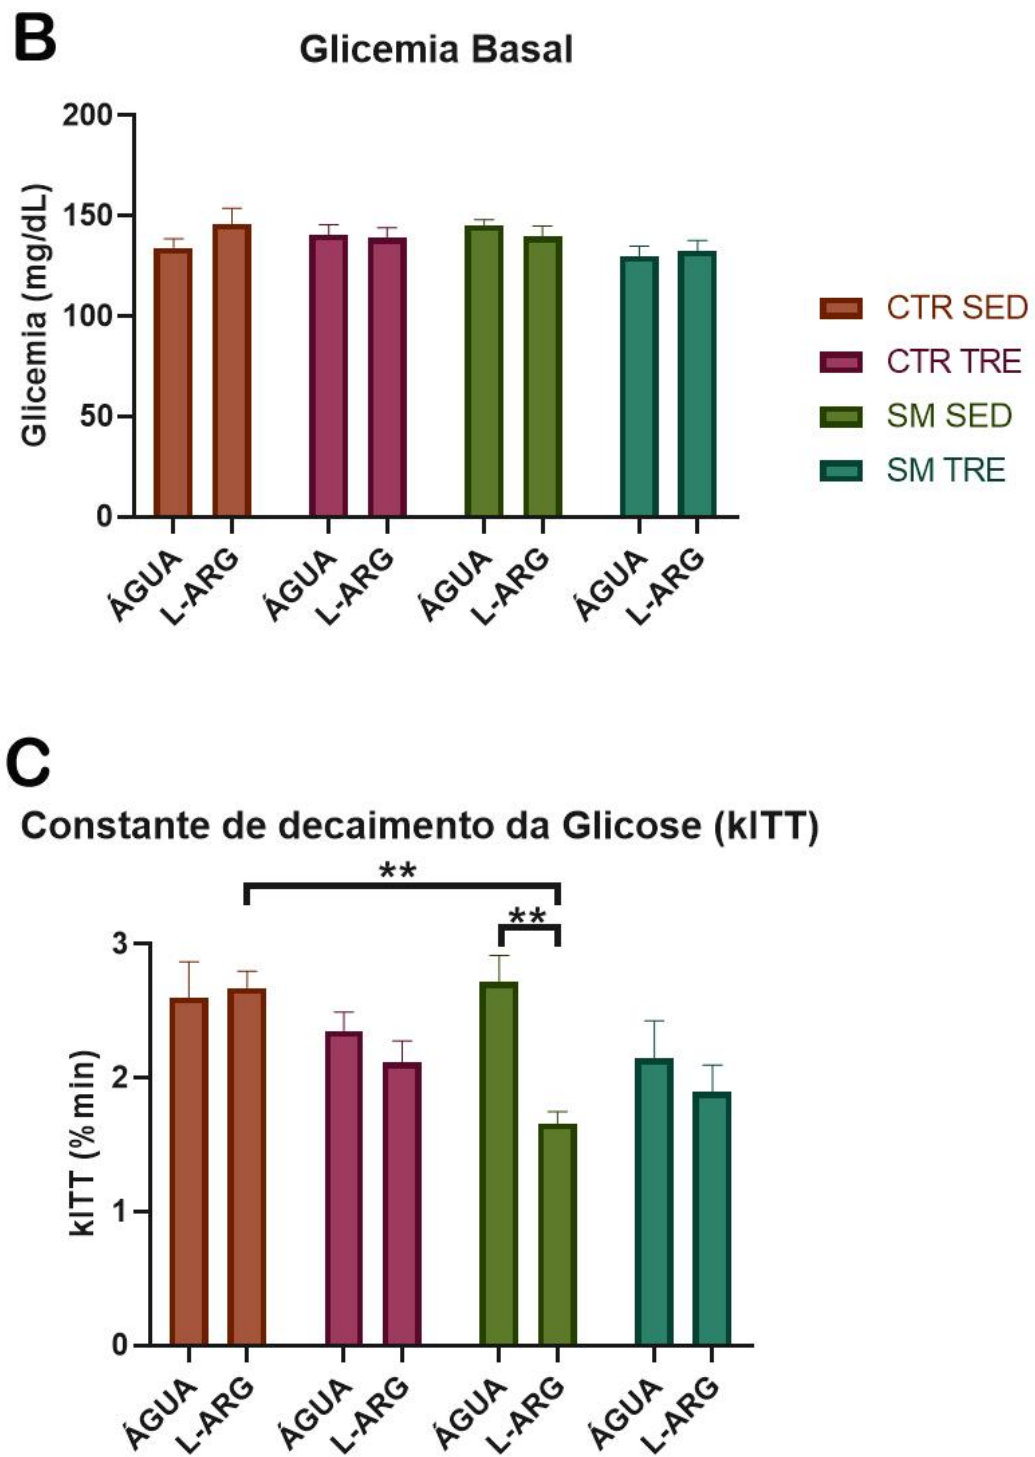 B
Glicemia Basal
200
150
100
50
0
Glicemia (mg/dL)
ÁGUA
L-ARG
ÁGUA
L-ARG
ÁGUA
L-ARG
ÁGUA
L-ARG
CTR SED
CTR TRE
SM SED
SM TRE
C
Constante de decaimento da Glicose (kITT)
**
**
3
2
1
0
kITT (% min)
ÁGUA
L-ARG
ÁGUA
L-ARG
ÁGUA
L-ARG
ÁGUA
L-ARG